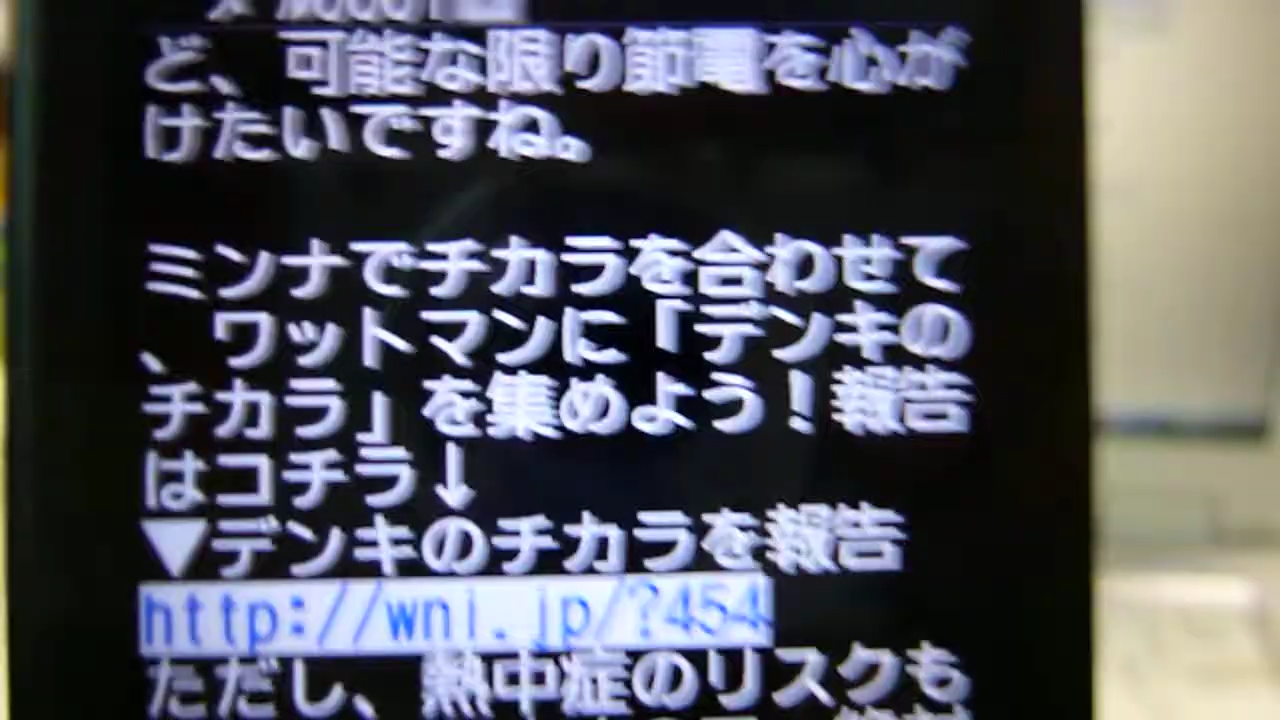 ど、可能な限り節電を心が
けたいですね。
ミンナでチカラを合わせて
、ワットマンに「デンキの
チカラ」を集めよう！報告
はコチラ↓
▼デンキのチカラを報告
http://wni.jp/?454
ただし、熱中症のリスクも